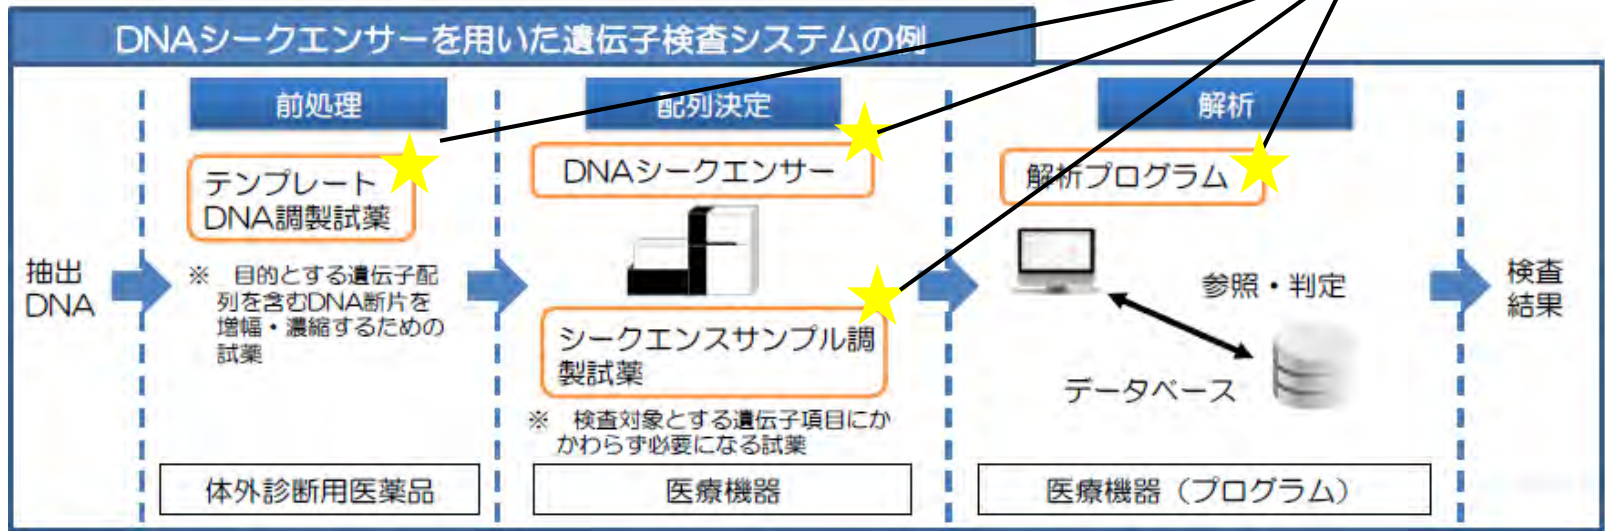 DNAシークエンサーを用いた遺伝子検査システムの例
前処理
配列決定
解析
テンプレート
DNA調製試薬
DNAシークエンサー
解析プログラム
抽出
DNA
※ 目的とする遺伝子配
列を含むDNA断片を
増幅・濃縮するための
試薬
シークエンスサンプル調
製試薬
※ 検査対象とする遺伝子項目にか
かわらず必要になる試薬
参照・判定
データベース
検査
結果
体外診断用医薬品
医療機器
医療機器（プログラム）